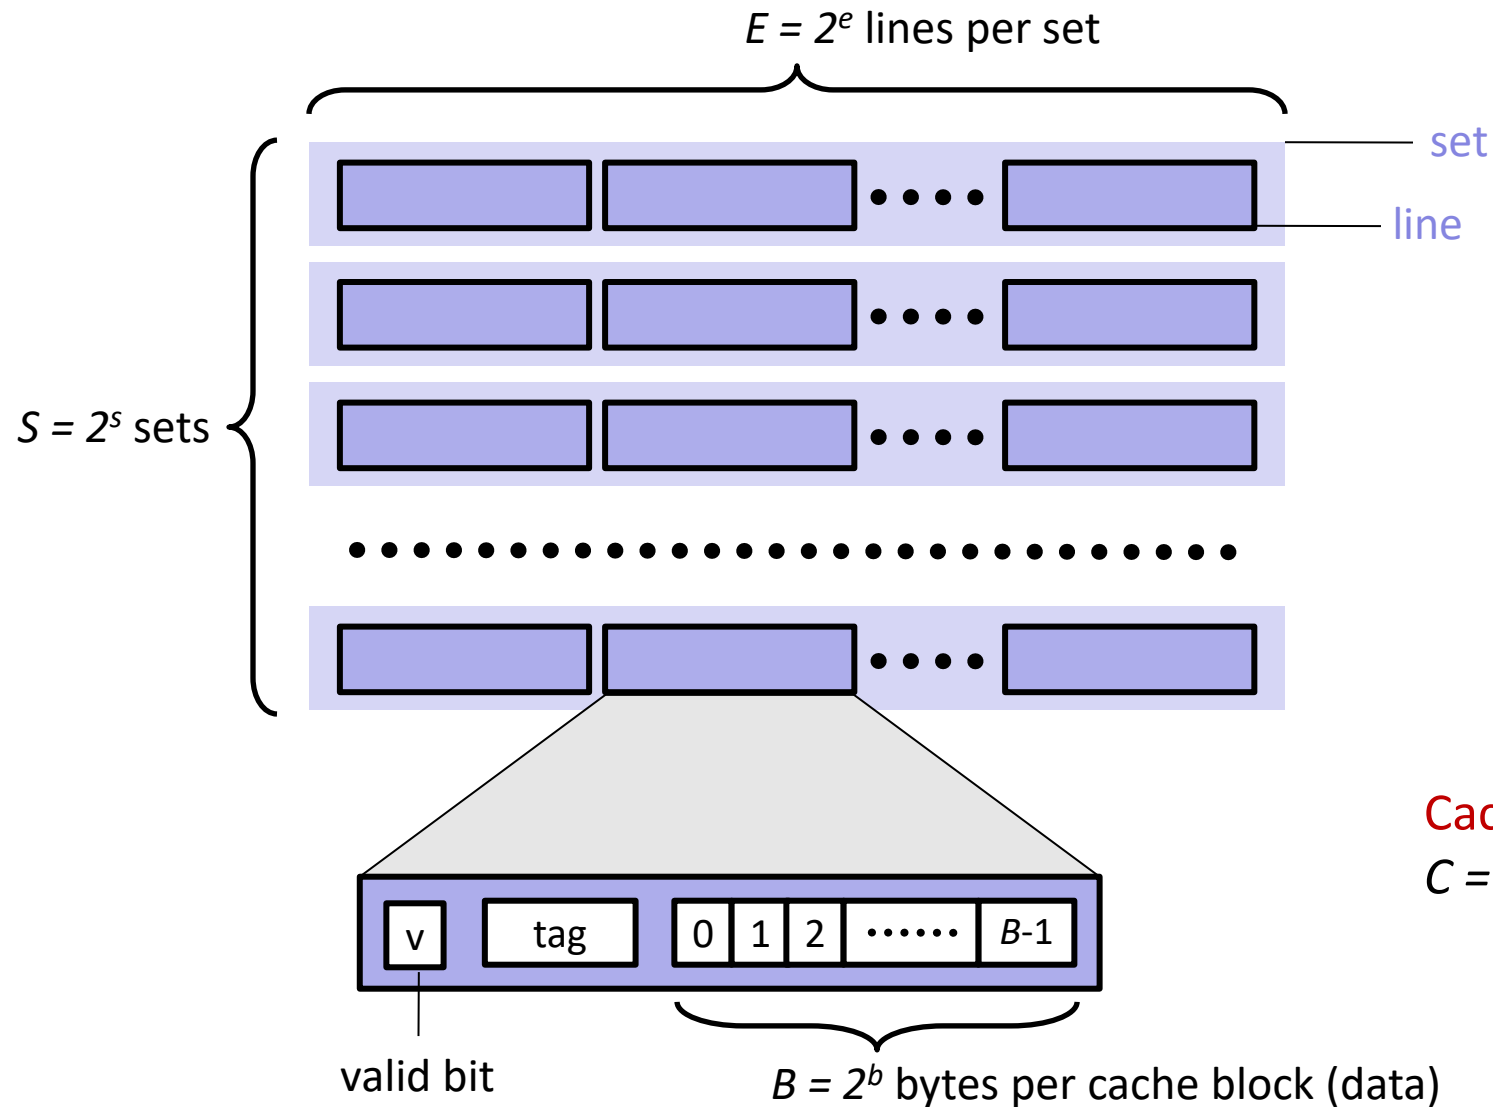 E = 2ᵉ lines per set
set
line
S = 2ˢ sets
Cac
C =
v tag 0 1 2 B-1
valid bit
B = 2ᵇ bytes per cache block (data)